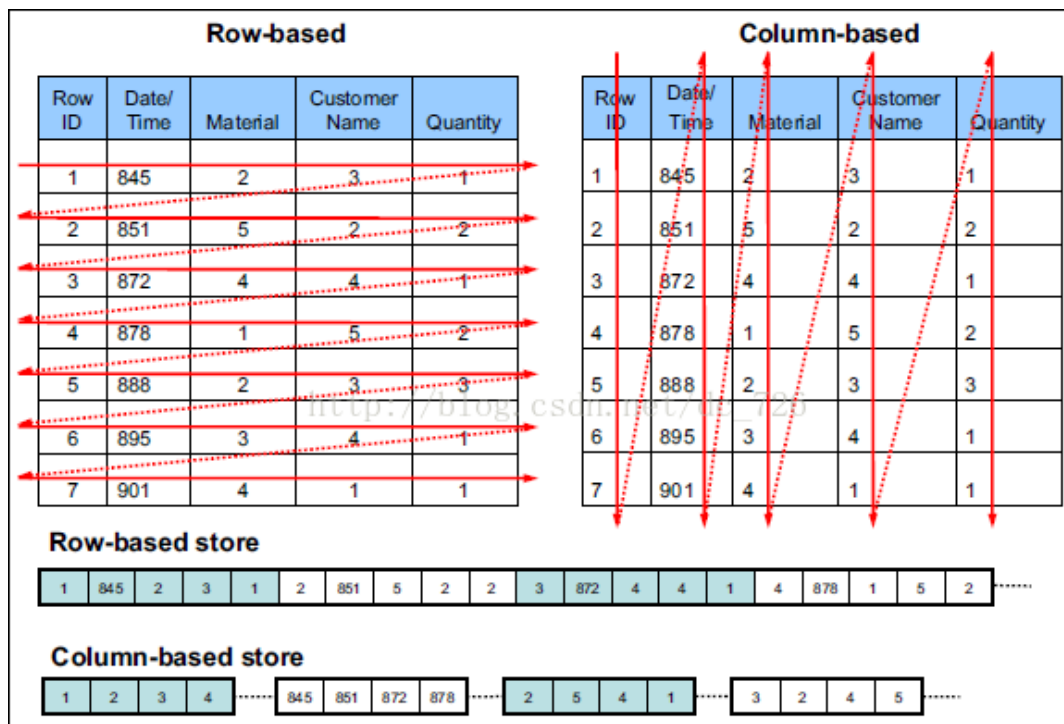 Row-based
Row ID Date/ Time Material Customer Name Quantity
1 845 2 3 1
2 851 5 2 2
3 872 4 4 1
4 878 1 5 2
5 888 2 3 3
6 895 3 4 1
7 901 4 1 1
Column-based
Row ID Date/ Time Material Customer Name Quantity
1 845 2 3 1
2 851 5 2 2
3 872 4 4 1
4 878 1 5 2
5 888 2 3 3
6 895 3 4 1
7 901 4 1 1
http://blog.csdn.net/dc_726
Row-based store
1 845 2 3 1 2 851 5 2 2 3 872 4 4 1 4 878 1 5 2
Column-based store
1 2 3 4 845 851 872 878 2 5 4 1 3 2 4 5